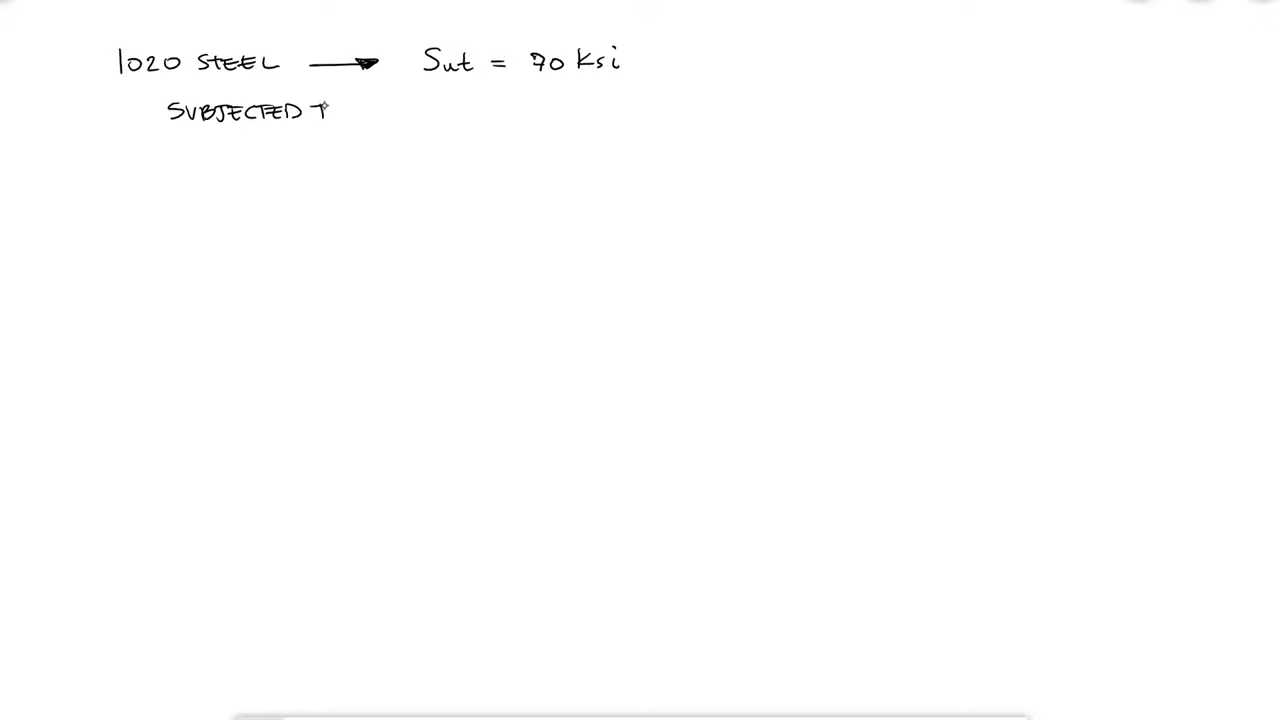 1020 STEEL → Sut = 70 Ksi
SUBJECTED T